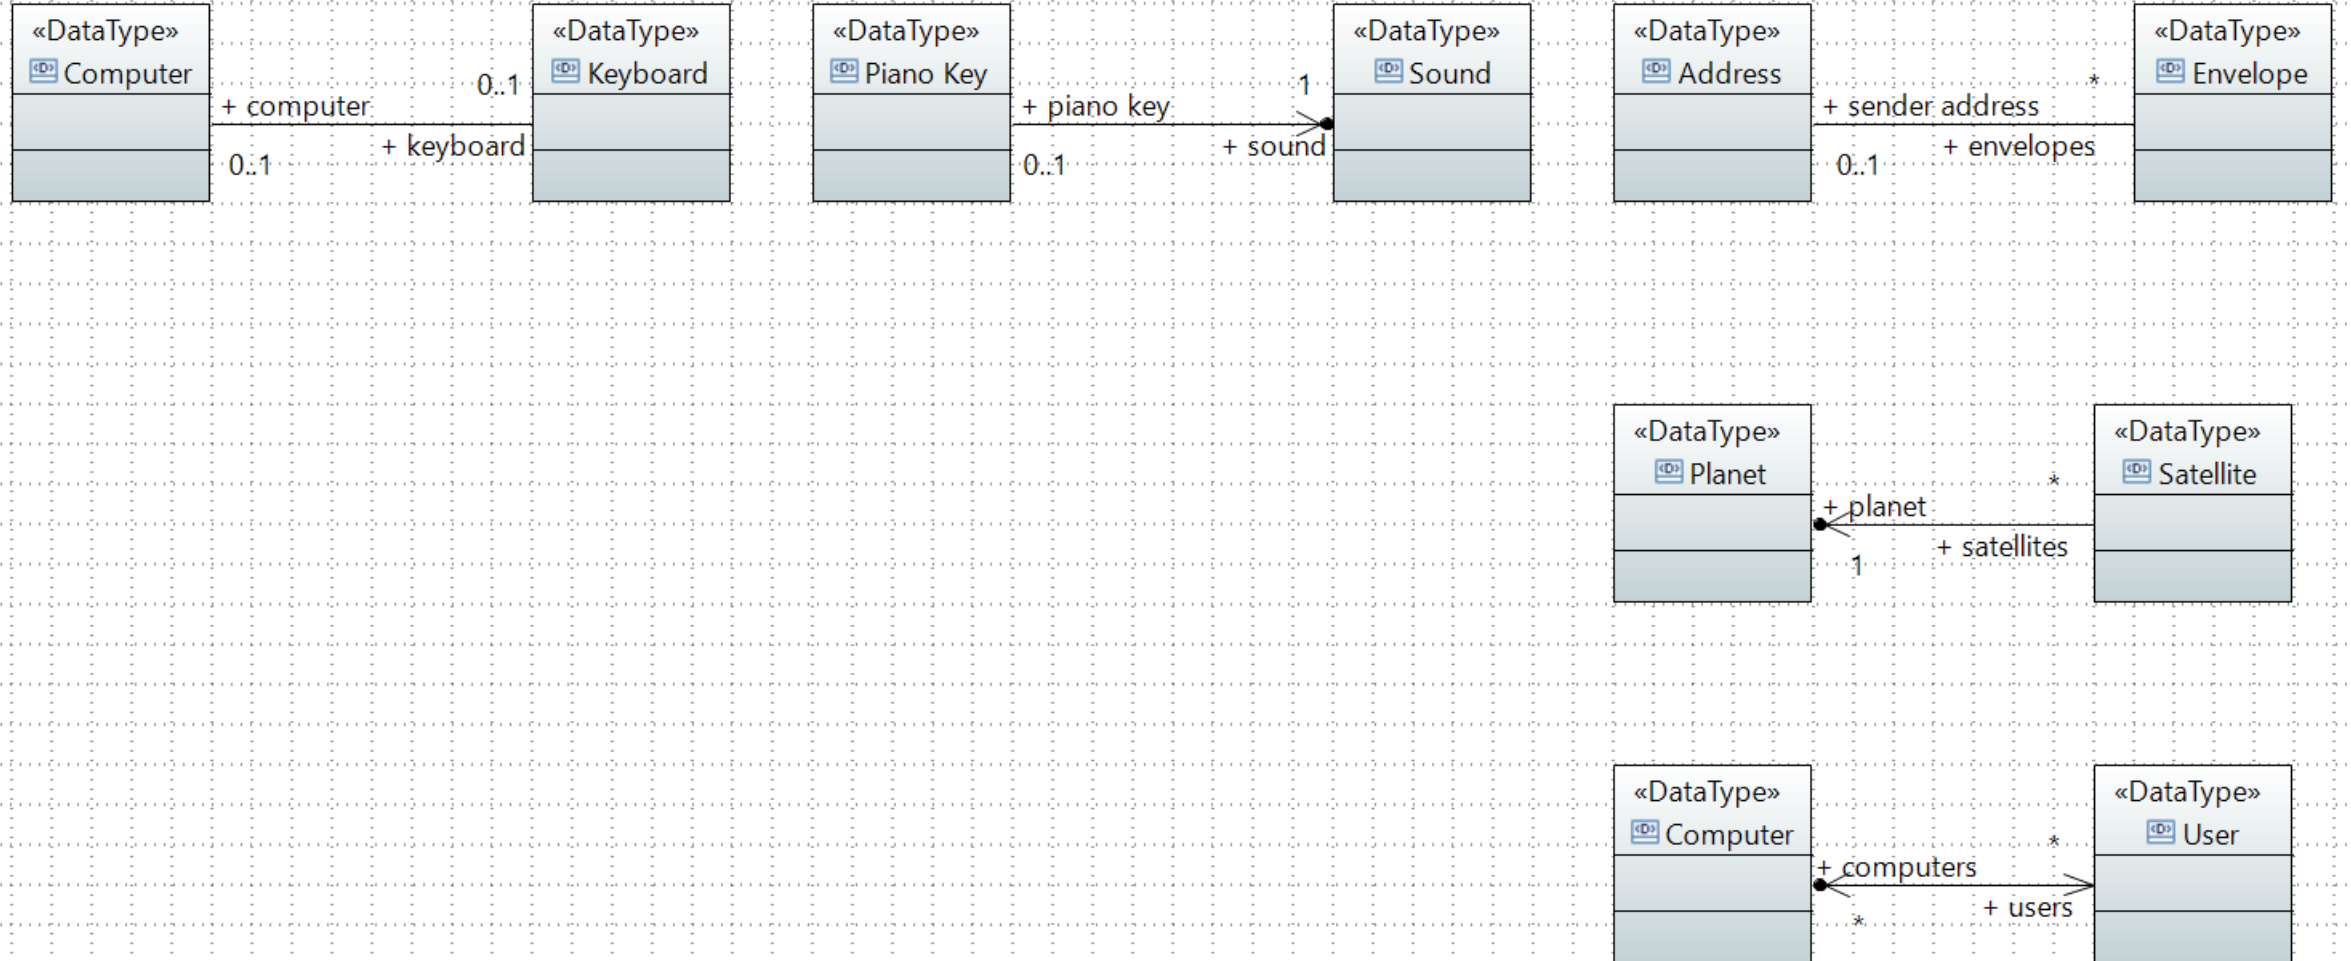 «DataType»
Computer
+ computer
0..1
0..1
+ keyboard
«DataType»
Keyboard
«DataType»
Piano Key
+ piano key
0..1
1
+ sound
«DataType»
Sound
«DataType»
Address
+ sender address
0..1
*
+ envelopes
«DataType»
Envelope
«DataType»
Planet
+ planet
1
*
+ satellites
«DataType»
Satellite
«DataType»
Computer
+ computers
*
*
+ users
«DataType»
User